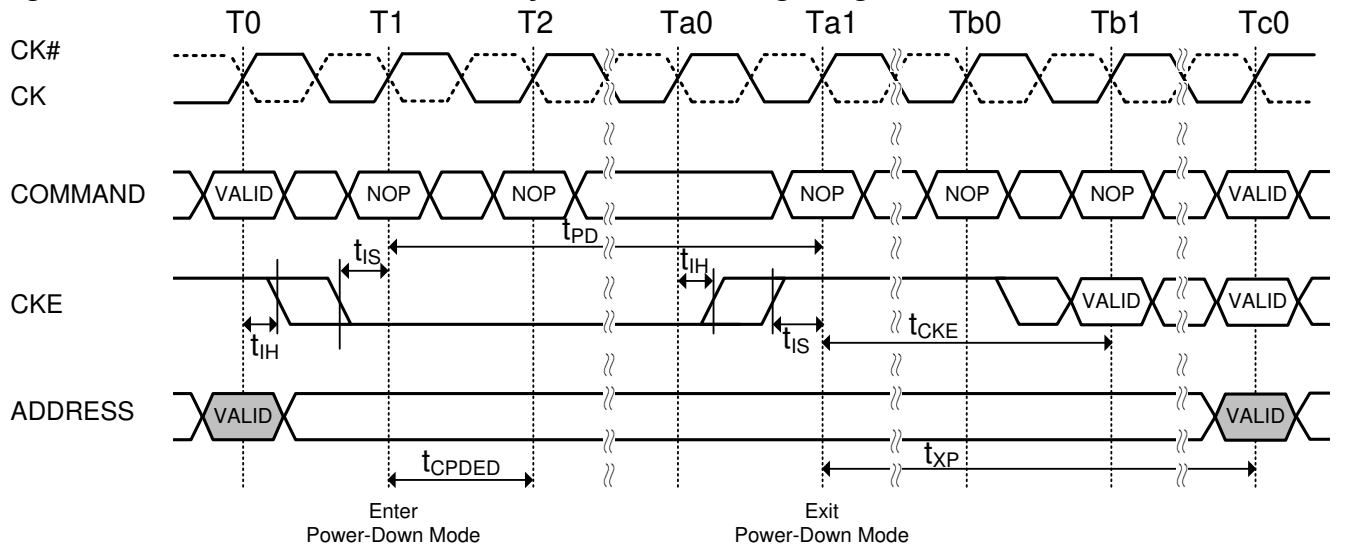 T0 T1 T2 Ta0 Ta1 Tb0 Tb1 Tc0
CK#
CK
COMMAND VALID NOP NOP NOP NOP NOP VALID
tPD
tIS tIH
CKE VALID VALID
tIH tIS tCKE
ADDRESS VALID VALID
tCPDED tXP
Enter
Power-Down Mode
Exit
Power-Down Mode